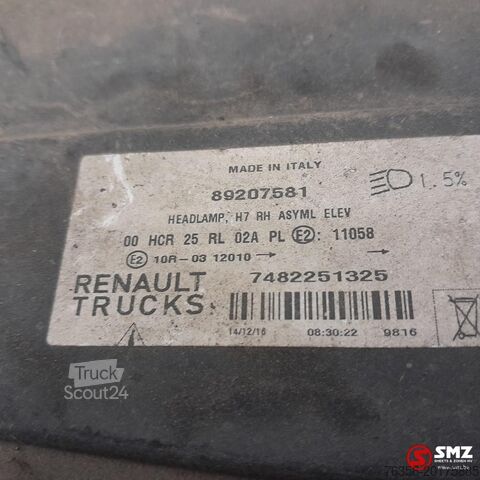 MADE IN ITALY
89207581
1.5%
HEADLAMP, H7 RH ASYML ELEV
00 HCR 25 RL 02A PL E2: 11058
E2 10R-03 12010
RENAULT
TRUCKS
7482251325
14/12/16 08:30:22 9816
Truck
Scout24
SMZ